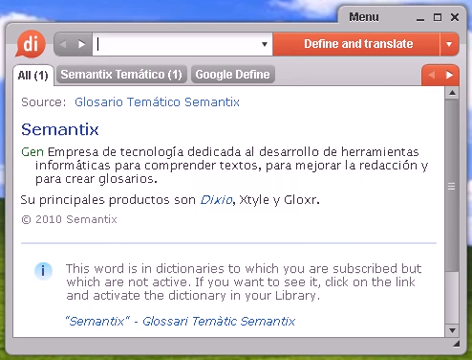 Menu
di
Define and translate
All (1) Semantix Temático (1) Google Define
Source: Glosario Temático Semantix
Semantix
Gen Empresa de tecnología dedicada al desarrollo de herramientas
informáticas para comprender textos, para mejorar la redacción y
para crear glosarios.
Su principales productos son Dixio, Xtyle y Gloxr.
© 2010 Semantix
i
This word is in dictionaries to which you are subscribed but
which are not active. If you want to see it, click on the link
and activate the dictionary in your Library.
"Semantix" - Glossari Temàtic Semantix